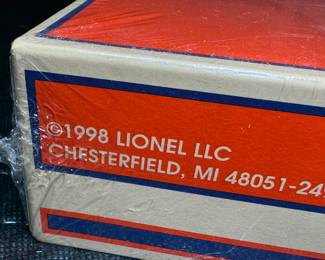 ©1998 LIONEL LLC
CHESTERFIELD, MI 48051-24